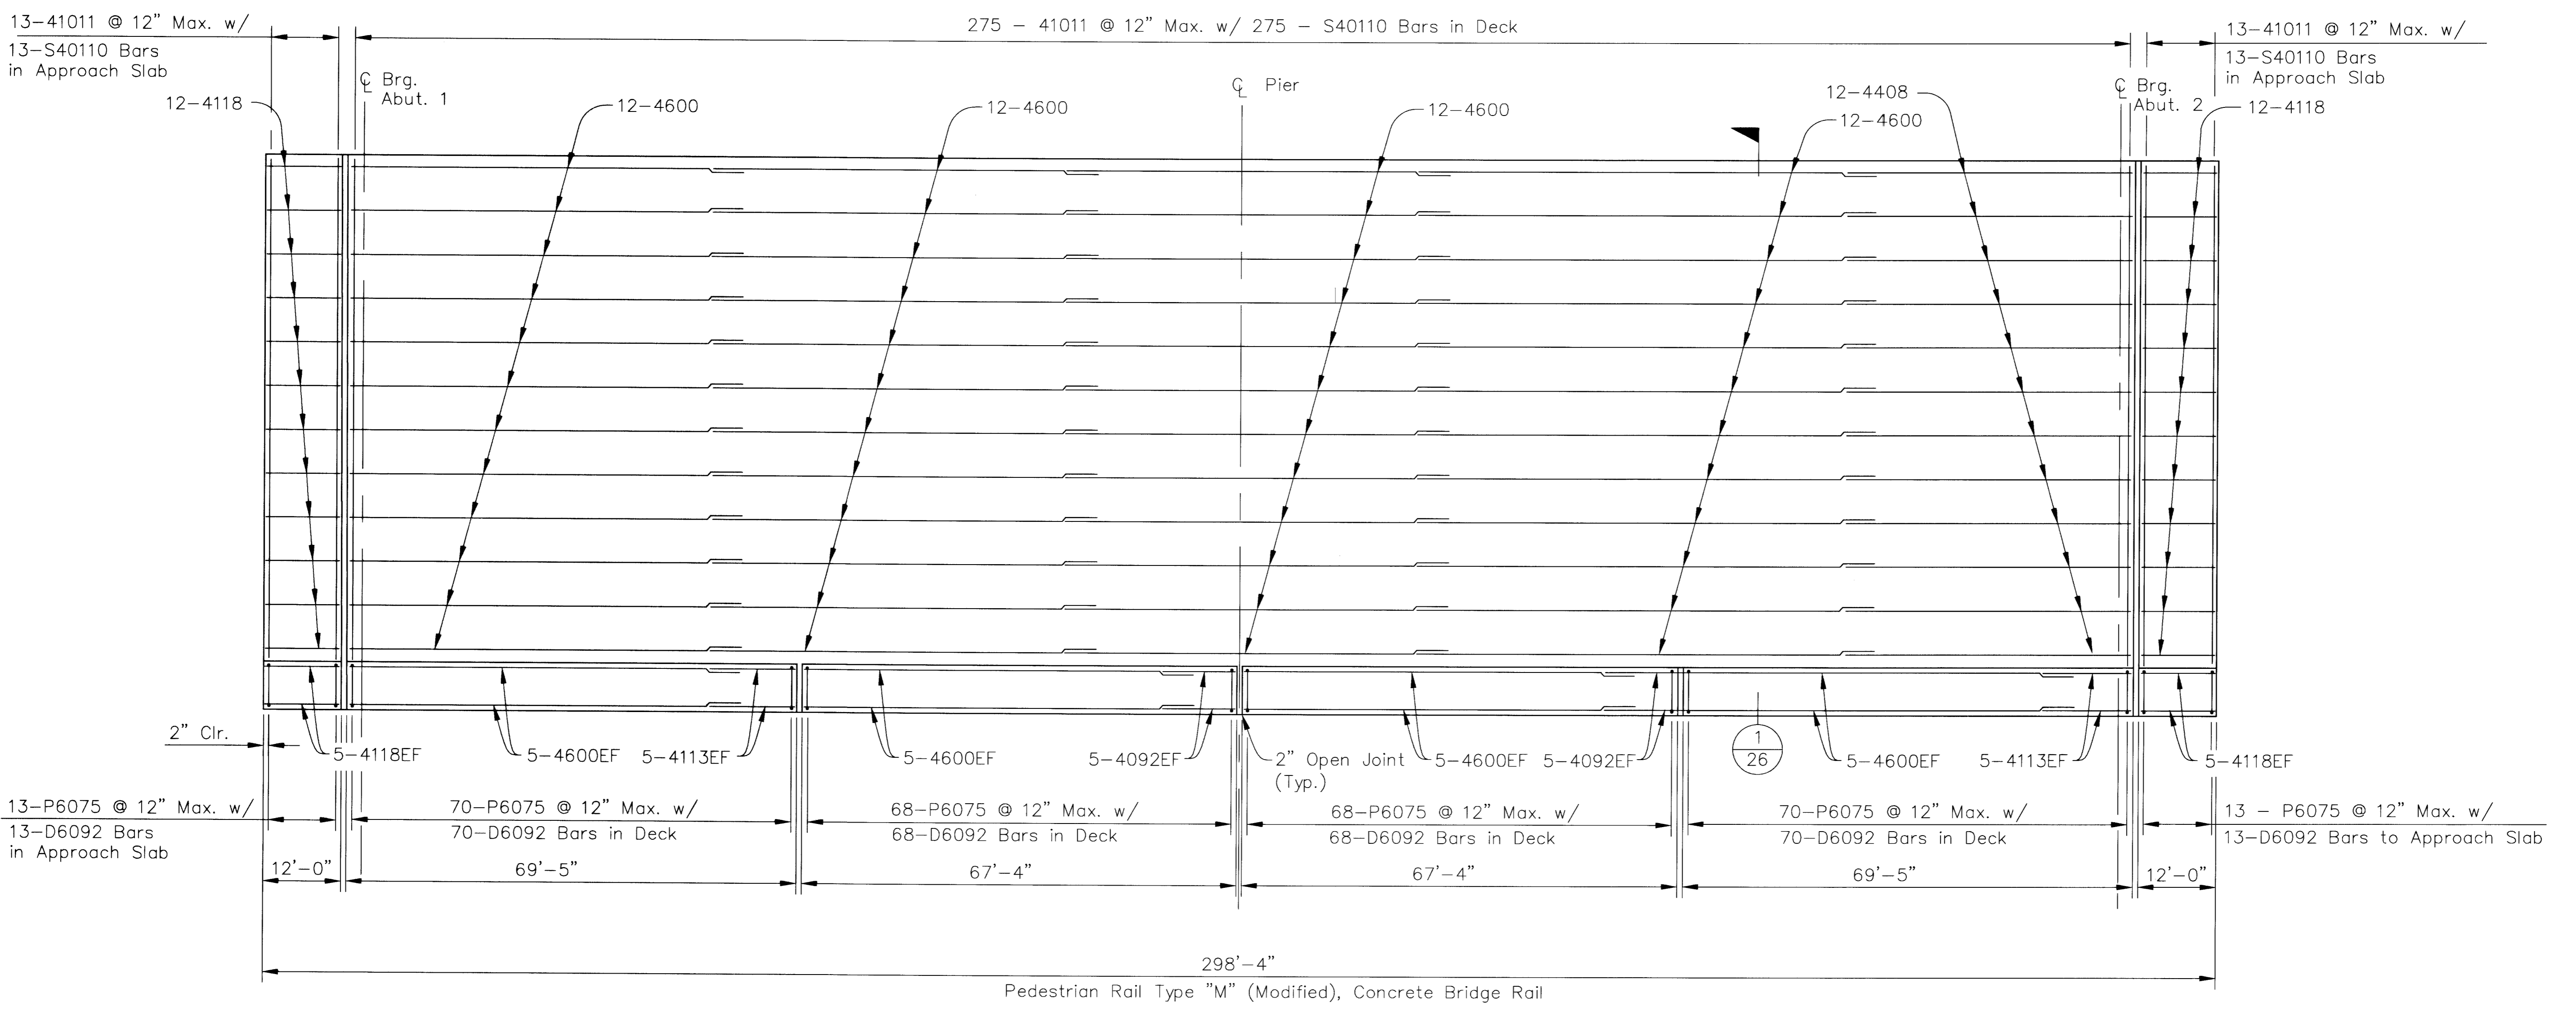 13-41011 @ 12" Max. w/
13-S40110 Bars
in Approach Slab
275 - 41011 @ 12" Max. w/ 275 - S40110 Bars in Deck
13-41011 @ 12" Max. w/
13-S40110 Bars
in Approach Slab
℄ Brg.
Abut. 1
℄ Pier
℄ Brg.
Abut. 2
12-4118
12-4600
12-4600
12-4600
12-4408
12-4600
12-4118
2" Clr.
5-4118EF
5-4600EF
5-4113EF
5-4600EF
5-4092EF
2" Open Joint
(Typ.)
5-4600EF
5-4092EF
1
26
5-4600EF
5-4113EF
5-4118EF
13-P6075 @ 12" Max. w/
13-D6092 Bars
in Approach Slab
70-P6075 @ 12" Max. w/
70-D6092 Bars in Deck
68-P6075 @ 12" Max. w/
68-D6092 Bars in Deck
68-P6075 @ 12" Max. w/
68-D6092 Bars in Deck
70-P6075 @ 12" Max. w/
70-D6092 Bars in Deck
13 - P6075 @ 12" Max. w/
13-D6092 Bars to Approach Slab
12'-0"
69'-5"
67'-4"
67'-4"
69'-5"
12'-0"
298'-4"
Pedestrian Rail Type "M" (Modified), Concrete Bridge Rail